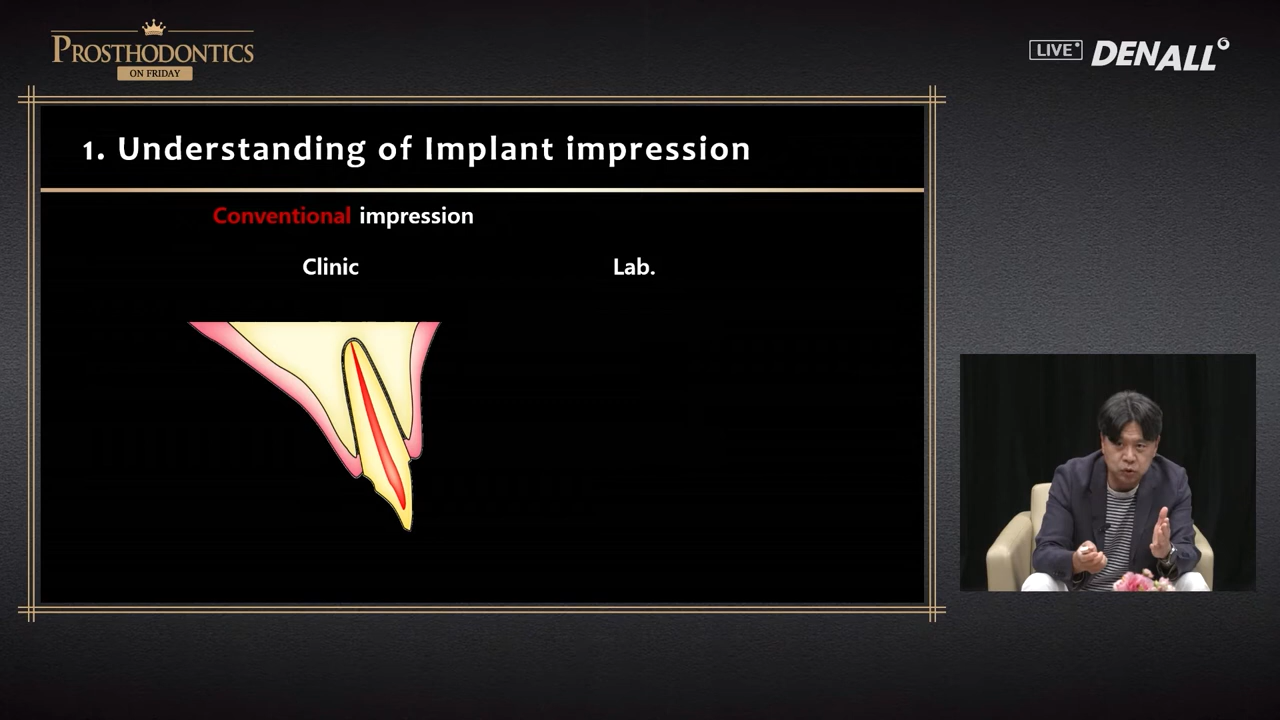 PROSTHODONTICS
ON FRIDAY
LIVE
DENALL
1. Understanding of Implant impression
Conventional impression
Clinic
Lab.